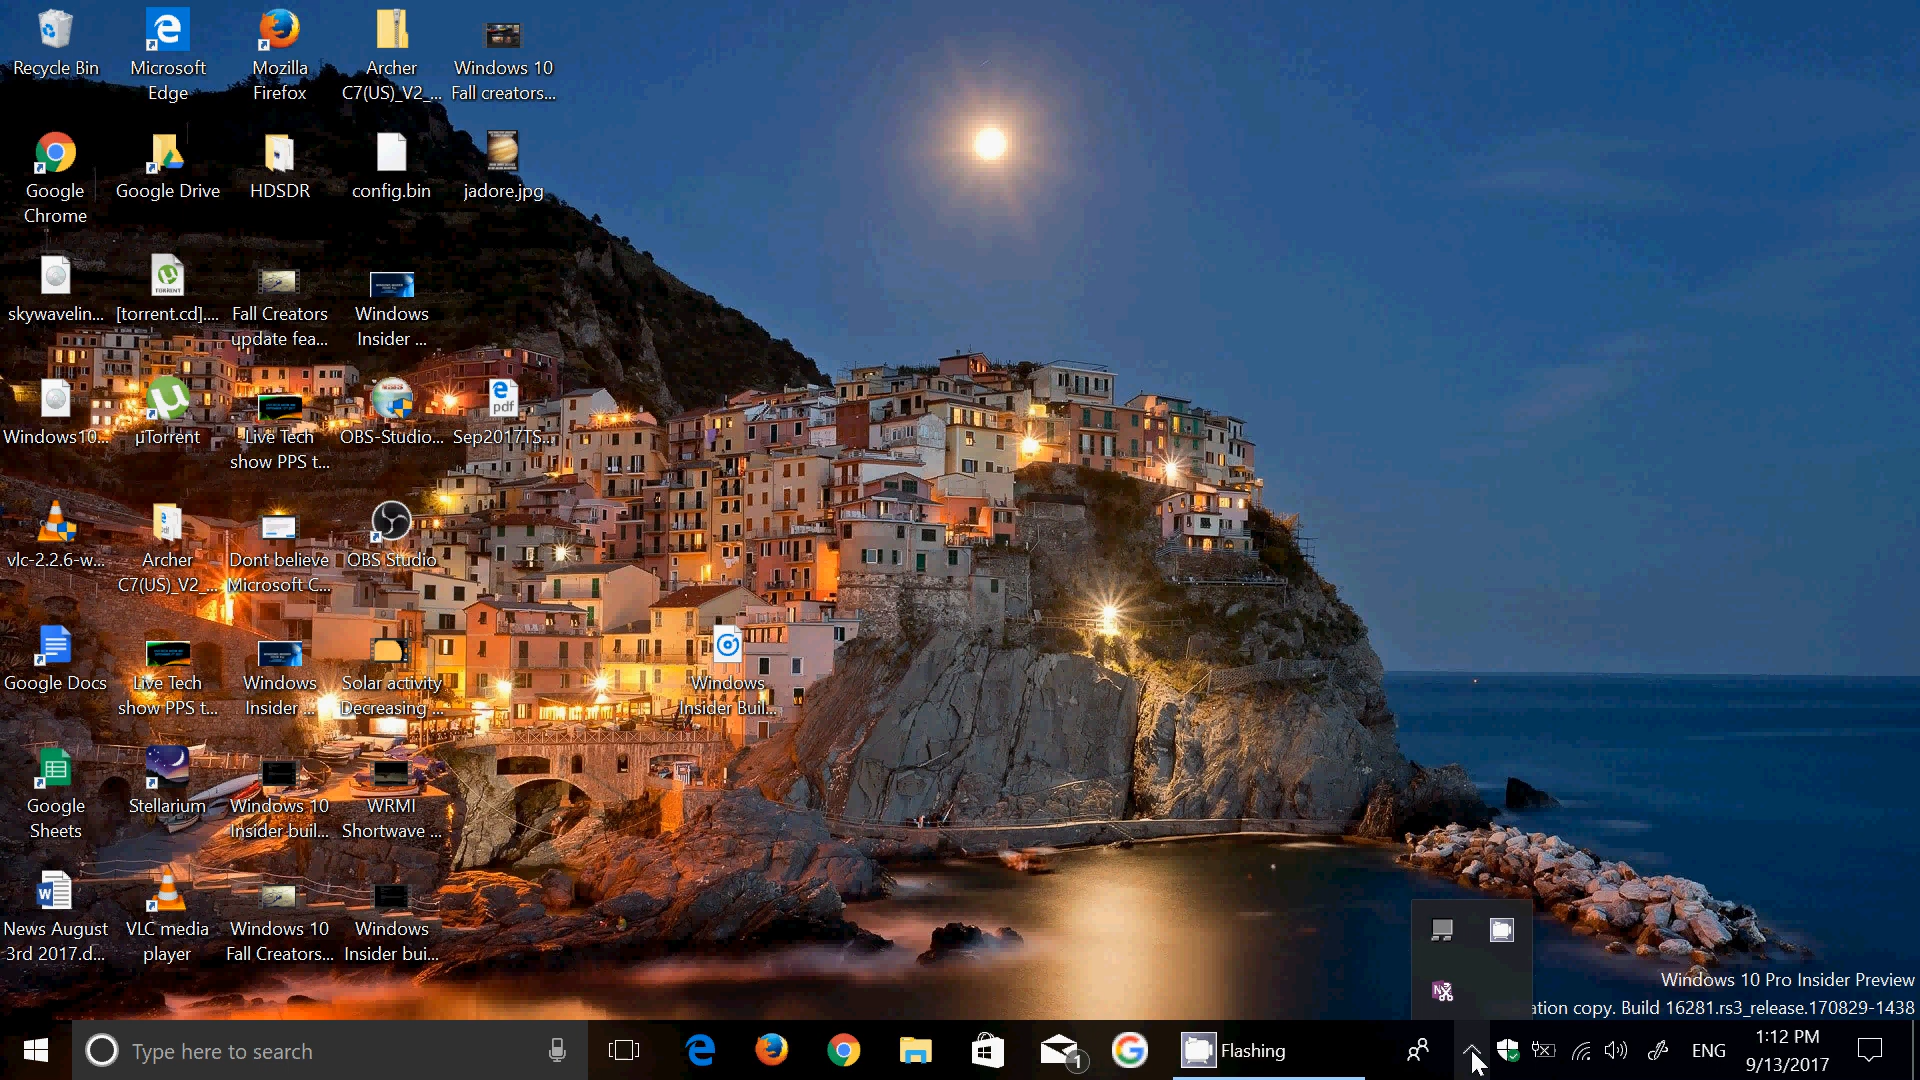 Recycle Bin
Microsoft
Edge
Mozilla
Firefox
Archer
C7(US)_V2_...
Windows 10
Fall creators...
Google
Chrome
Google Drive
HDSDR
config.bin
jadore.jpg
skywavelin...
[torrent.cd]....
Fall Creators
update fea...
Windows
Insider ...
Windows10...
µTorrent
Live Tech
show PPS t...
OBS-Studio...
Sep2017TS...
vlc-2.2.6-w...
Archer
C7(US)_V2_...
Dont believe
Microsoft C...
OBS Studio
Google Docs
Live Tech
show PPS t...
Windows
Insider ...
Solar activity
Decreasing ...
Windows
Insider Buil...
Google
Sheets
Stellarium
Windows 10
Insider buil...
WRMI
Shortwave ...
News August
3rd 2017.d...
VLC media
player
Windows 10
Fall Creators...
Windows
Insider bui...
Windows 10 Pro Insider Preview
ation copy. Build 16281.rs3_release.170829-1438
Type here to search
1
Flashing
ENG
1:12 PM
9/13/2017
pdf
TORRENT